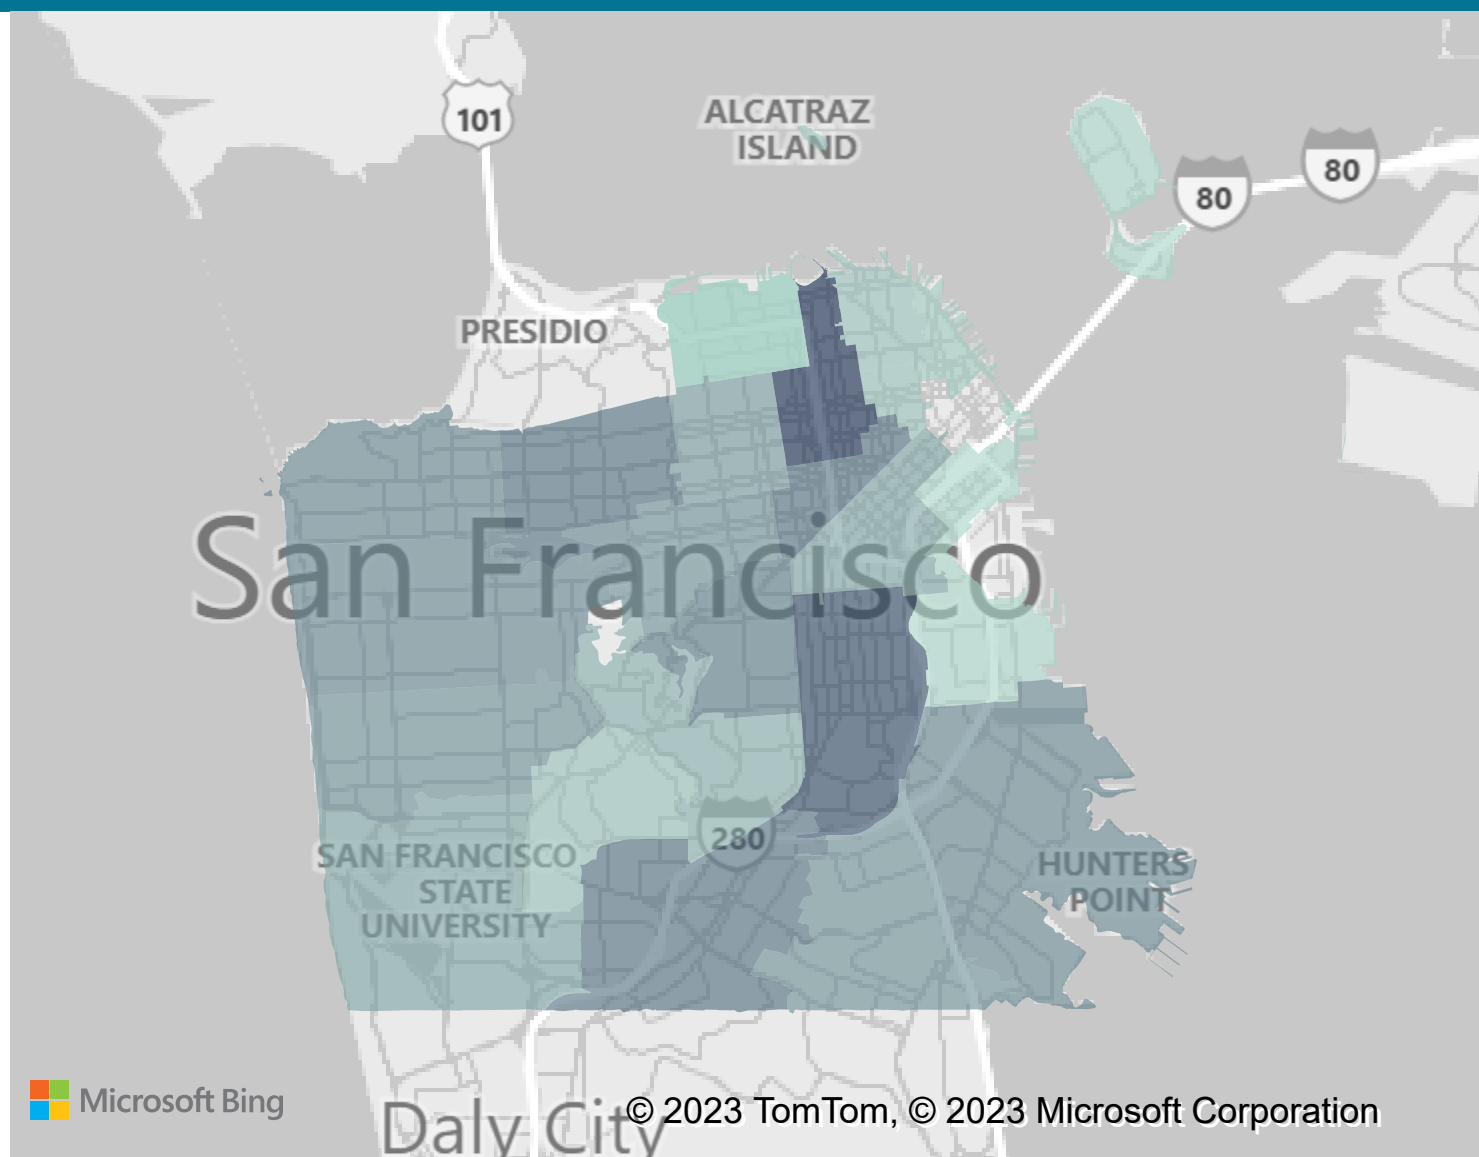 101
ALCATRAZ
ISLAND
80
80
PRESIDIO
San Francisco
280
SAN FRANCISCO
STATE
UNIVERSITY
HUNTERS
POINT
Microsoft Bing
Daly City
© 2023 TomTom, © 2023 Microsoft Corporation